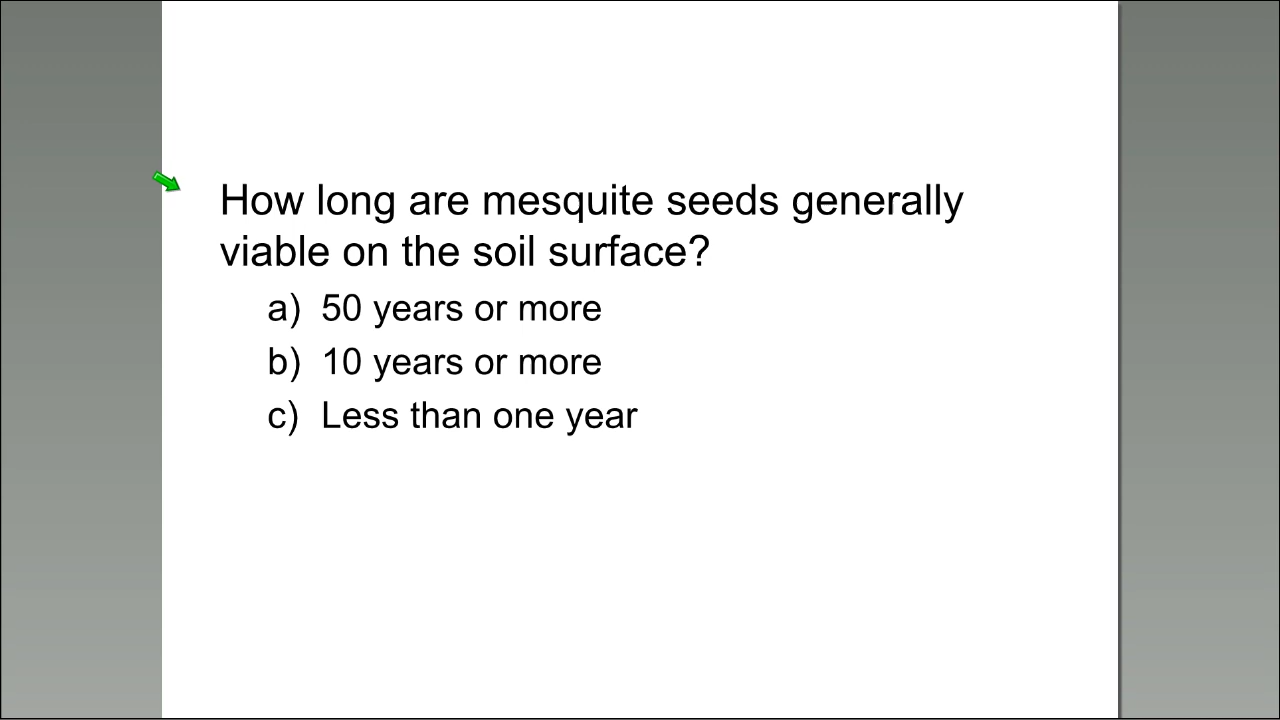 How long are mesquite seeds generally
viable on the soil surface?
a) 50 years or more
b) 10 years or more
c) Less than one year